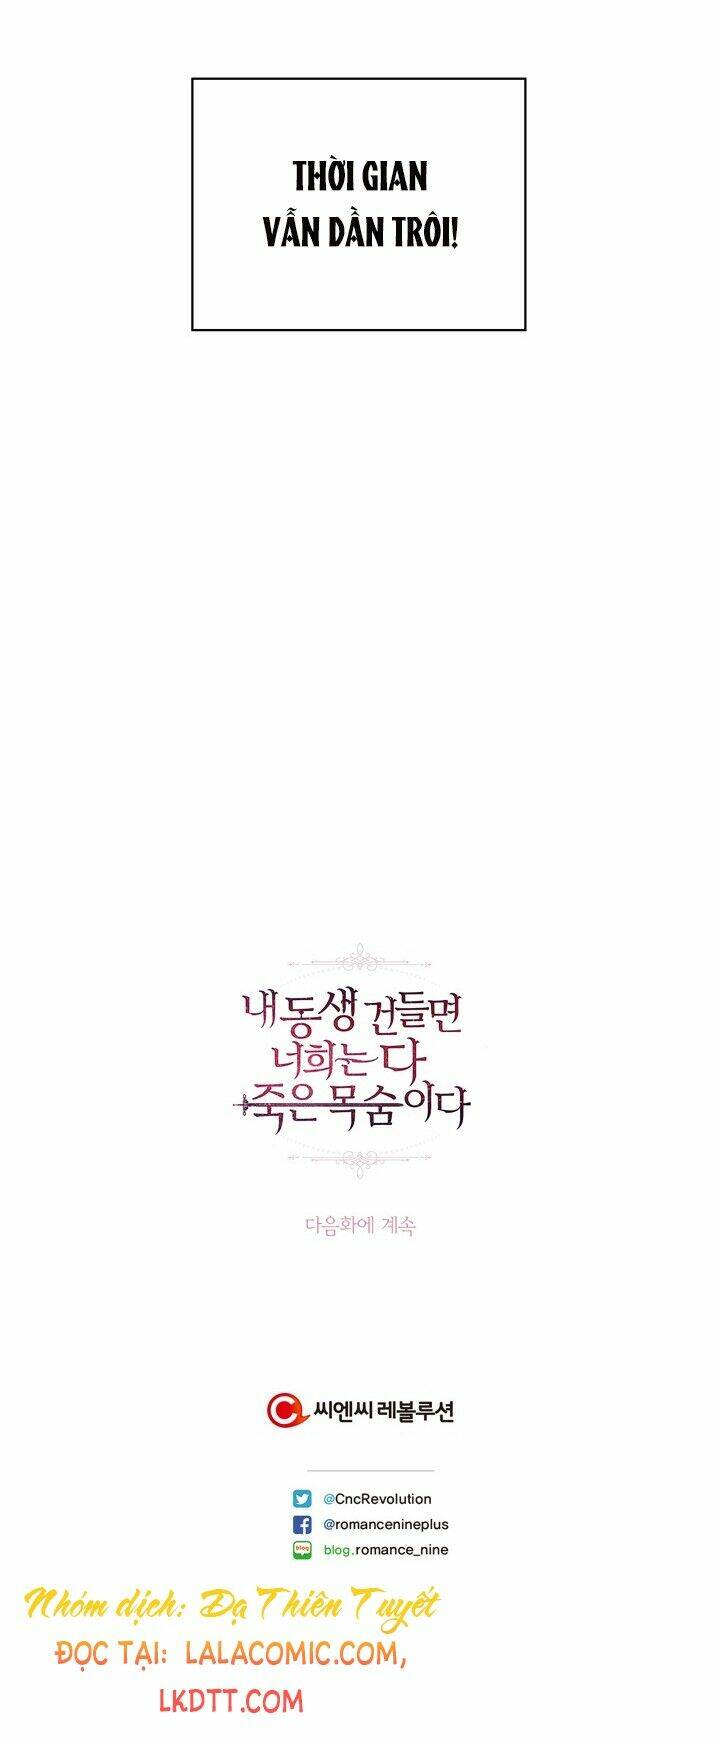 THỜI GIAN
VẪN DẦN TRÔI!
내 동생 건들면
너희는 다
죽은 목숨이다
다음화에 계속
씨엔씨 레볼루션
@CncRevolution
@romancenineplus
blog
blog.romance_nine
Nhóm dịch: Dạ Thiên Tuyết
ĐỌC TẠI: LALACOMIC.COM,
LKDTT.COM